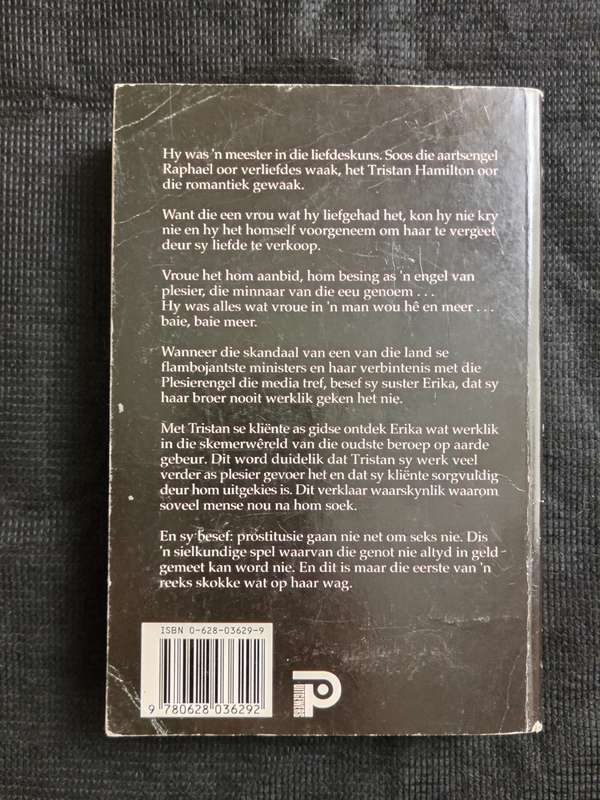 Hy was 'n meester in die liefdeskuns. Soos die aartsengel
Raphael oor verliefdes waak, het Tristan Hamilton oor
die romantiek gewaak.
Want die een vrou wat hy liefgehad het, kon hy nie kry
nie en hy het homself voorgeneem om haar te vergeet
deur sy liefde te verkoop.
Vroue het hom aanbid, hom besing as 'n engel van
plesier, die minnaar van die eeu genoem . . .
Hy was alles wat vroue in 'n man wou hê en meer . . .
baie, baie meer.
Wanneer die skandaal van een van die land se
flambojantste ministers en haar verbintenis met die
Plesierengel die media tref, besef sy suster Erika, dat sy
haar broer nooit werklik geken het nie.
Met Tristan se kliënte as gidse ontdek Erika wat werklik
in die skemerwêreld van die oudste beroep op aarde
gebeur. Dit word duidelik dat Tristan sy werk veel
verder as plesier gevoer het en dat sy kliënte sorgvuldig
deur hom uitgekies is. Dit verklaar waarskynlik waarom
soveel mense nou na hom soek.
En sy besef: prostitusie gaan nie net om seks nie. Dis
'n sielkundige spel waarvan die genot nie altyd in geld
gemeet kan word nie. En dit is maar die eerste van 'n
reeks skokke wat op haar wag.
ISBN 0-628-03629-9
9 780628 036292
UITGEWERS